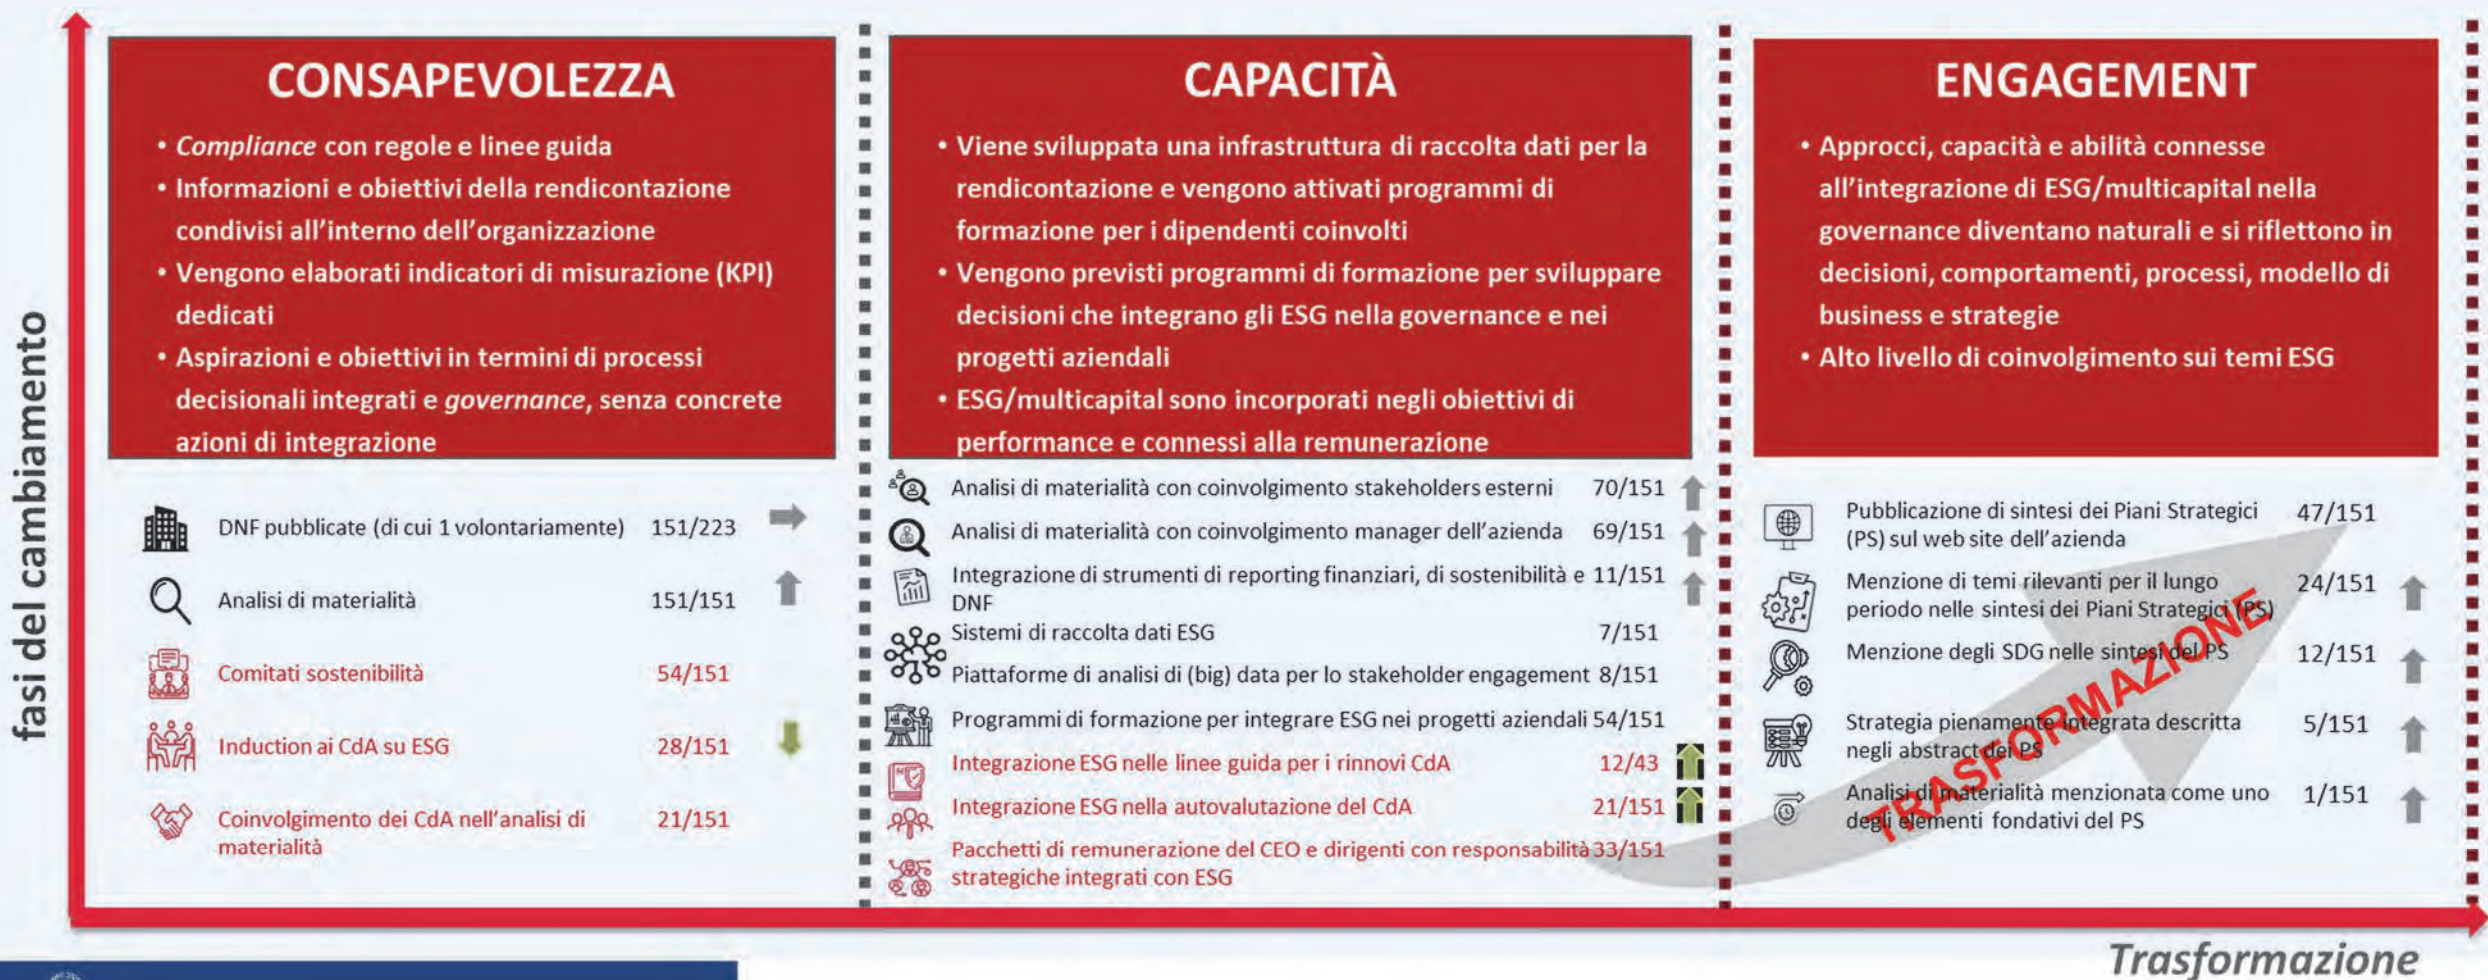 fasi del cambiamento
CONSAPEVOLEZZA
• Compliance con regole e linee guida
• Informazioni e obiettivi della rendicontazione
condivisi all'interno dell'organizzazione
• Vengono elaborati indicatori di misurazione (KPI)
dedicati
• Aspirazioni e obiettivi in termini di processi
decisionali integrati e governance, senza concrete
azioni di integrazione
DNF pubblicate (di cui 1 volontariamente) 151/223
Analisi di materialità 151/151
Comitati sostenibilità 54/151
Induction ai CdA su ESG 28/151
Coinvolgimento dei CdA nell'analisi di 21/151
materialità
CAPACITÀ
• Viene sviluppata una infrastruttura di raccolta dati per la
rendicontazione e vengono attivati programmi di
formazione per i dipendenti coinvolti
• Vengono previsti programmi di formazione per sviluppare
decisioni che integrano gli ESG nella governance e nei
progetti aziendali
• ESG/multicapital sono incorporati negli obiettivi di
performance e connessi alla remunerazione
Analisi di materialità con coinvolgimento stakeholders esterni 70/151
Analisi di materialità con coinvolgimento manager dell'azienda 69/151
Integrazione di strumenti di reporting finanziari, di sostenibilità e 11/151
DNF
Sistemi di raccolta dati ESG 7/151
Piattaforme di analisi di (big) data per lo stakeholder engagement 8/151
Programmi di formazione per integrare ESG nei progetti aziendali 54/151
Integrazione ESG nelle linee guida per i rinnovi CdA 12/43
Integrazione ESG nella autovalutazione del CdA 21/151
Pacchetti di remunerazione del CEO e dirigenti con responsabilità 33/151
strategiche integrati con ESG
ENGAGEMENT
• Approcci, capacità e abilità connesse
all'integrazione di ESG/multicapital nella
governance diventano naturali e si riflettono in
decisioni, comportamenti, processi, modello di
business e strategie
• Alto livello di coinvolgimento sui temi ESG
Pubblicazione di sintesi dei Piani Strategici 47/151
(PS) sul web site dell'azienda
Menzione di temi rilevanti per il lungo 24/151
periodo nelle sintesi dei Piani Strategici (PS)
Menzione degli SDG nelle sintesi del PS 12/151
Strategia pienamente integrata descritta 5/151
negli abstract dei PS
Analisi di materialità menzionata come uno 1/151
degli elementi fondativi del PS
TRASFORMAZIONE
Trasformazione